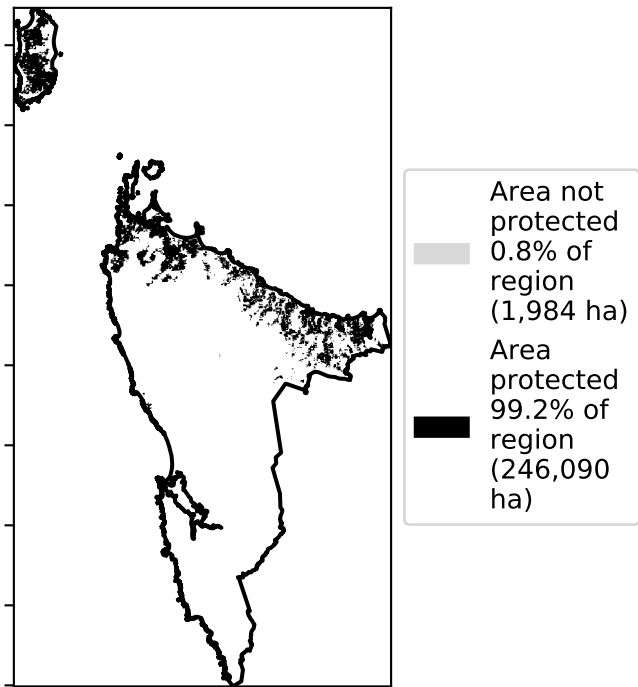 Area not
protected
0.8% of
region
(1,984 ha)
Area
protected
99.2% of
region
(246,090
ha)